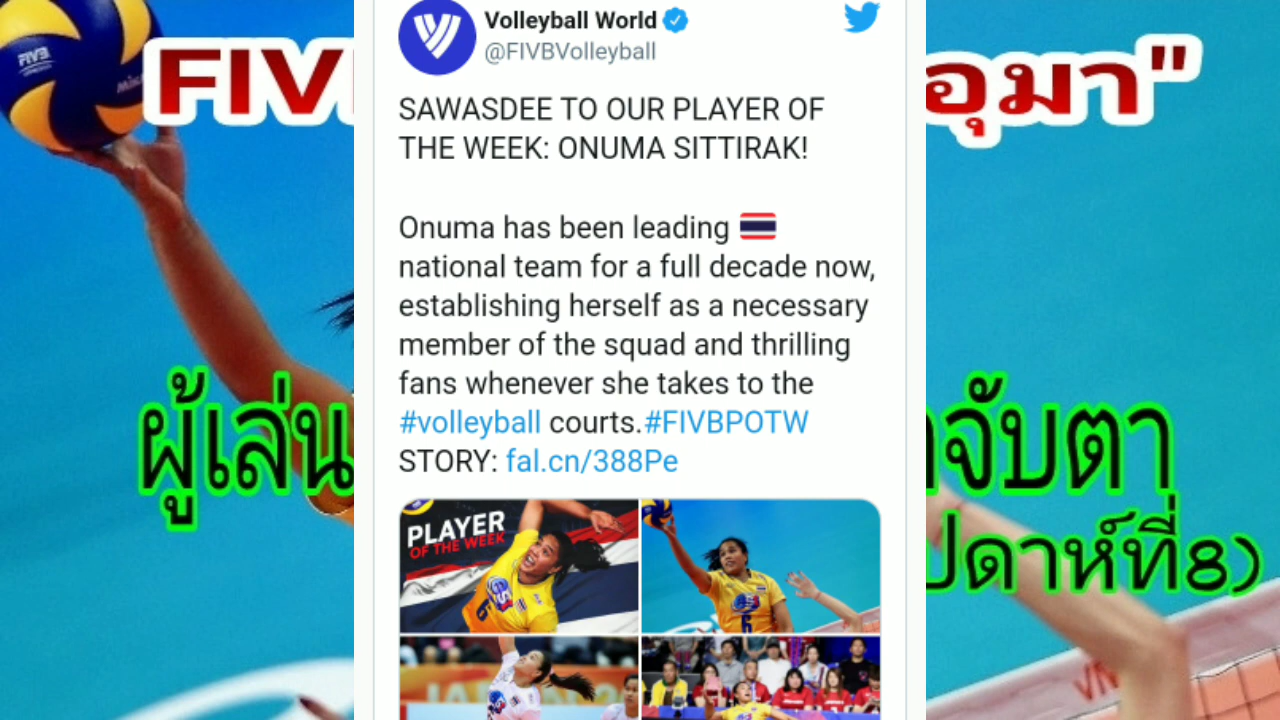 Volleyball World
@FIVBVolleyball
SAWASDEE TO OUR PLAYER OF
THE WEEK: ONUMA SITTIRAK!
Onuma has been leading 🇹🇭
national team for a full decade now,
establishing herself as a necessary
member of the squad and thrilling
fans whenever she takes to the
#volleyball courts.#FIVBPOTW
STORY: fal.cn/388Pe
PLAYER
OF THE WEEK
6
6
FIVB
FIV
อุมา"
ผู้เล่น
จับตา
ปดาห์ที่8)